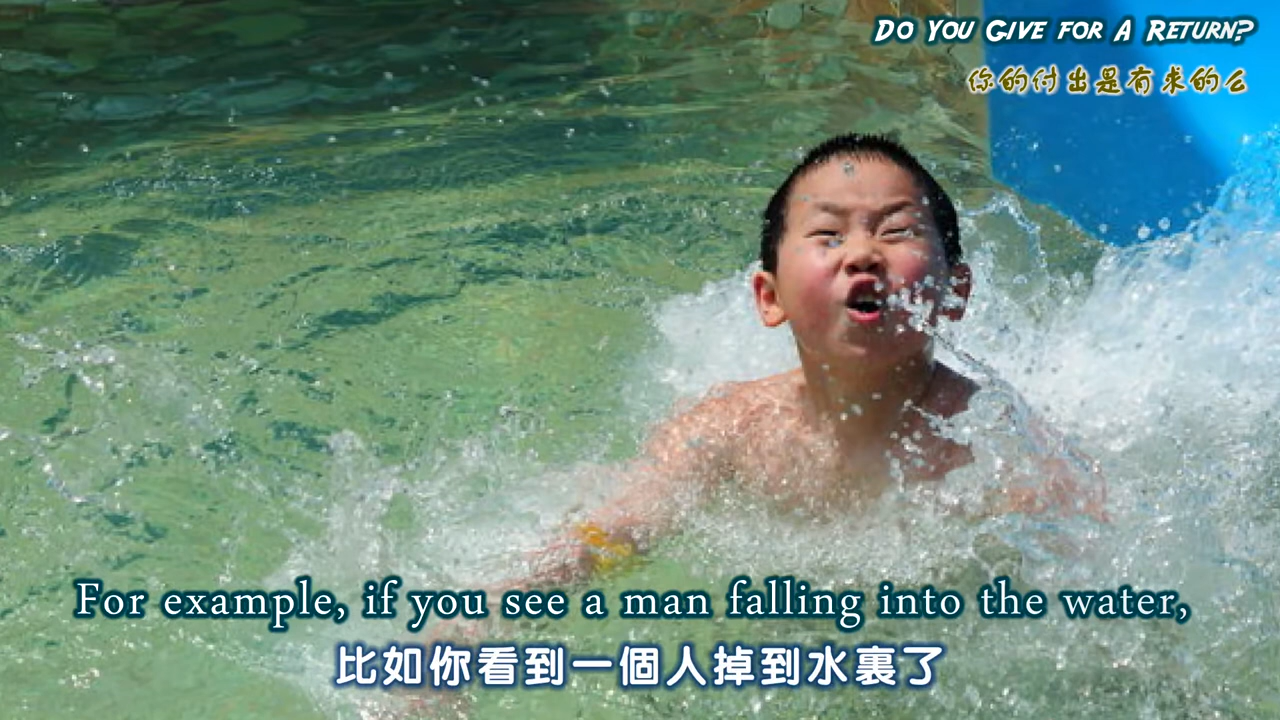 Do You Give for A Return?
你的付出是有求的么
For example, if you see a man falling into the water,
比如你看到一個人掉到水裏了